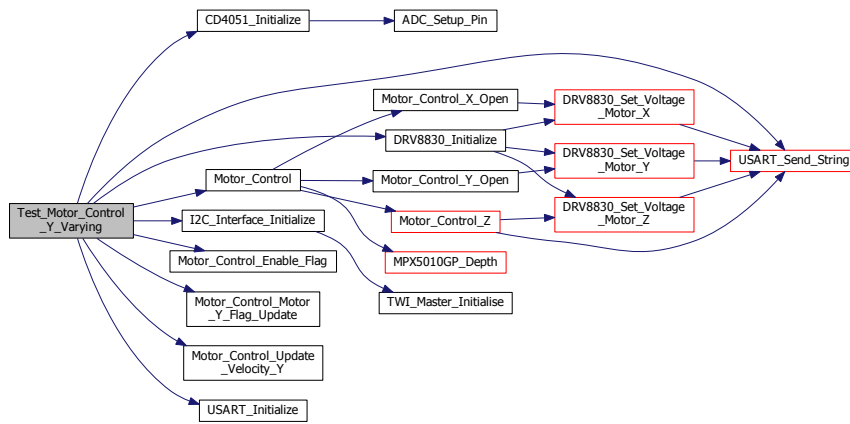 CD4051_Initialize
ADC_Setup_Pin
Motor_Control_X_Open
DRV8830_Set_Voltage
_Motor_X
DRV8830_Initialize
USART_Send_String
DRV8830_Set_Voltage
_Motor_Y
Motor_Control
Motor_Control_Y_Open
Test_Motor_Control
_Y_Varying
I2C_Interface_Initialize
Motor_Control_Z
DRV8830_Set_Voltage
_Motor_Z
Motor_Control_Enable_Flag
MPX5010GP_Depth
Motor_Control_Motor
_Y_Flag_Update
TWI_Master_Initialise
Motor_Control_Update
_Velocity_Y
USART_Initialize